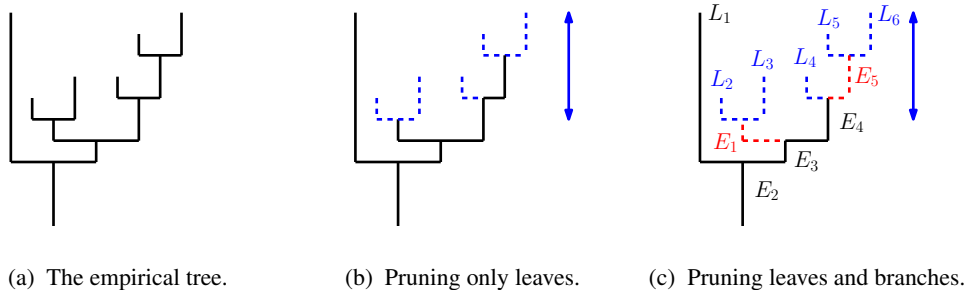 L₁
L₅
L₆
L₃
L₄
L₂
E₅
E₄
E₁
E₃
E₂
(a) The empirical tree.
(b) Pruning only leaves.
(c) Pruning leaves and branches.